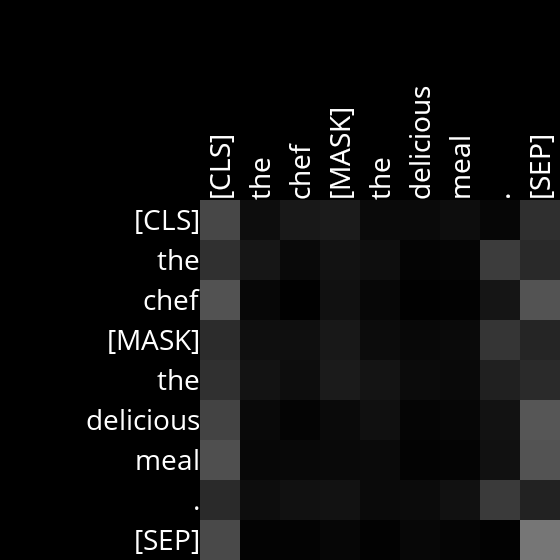 [CLS] the chef [MASK] the delicious meal . [SEP]
[CLS]
the
chef
[MASK]
the
delicious
meal
.
[SEP]